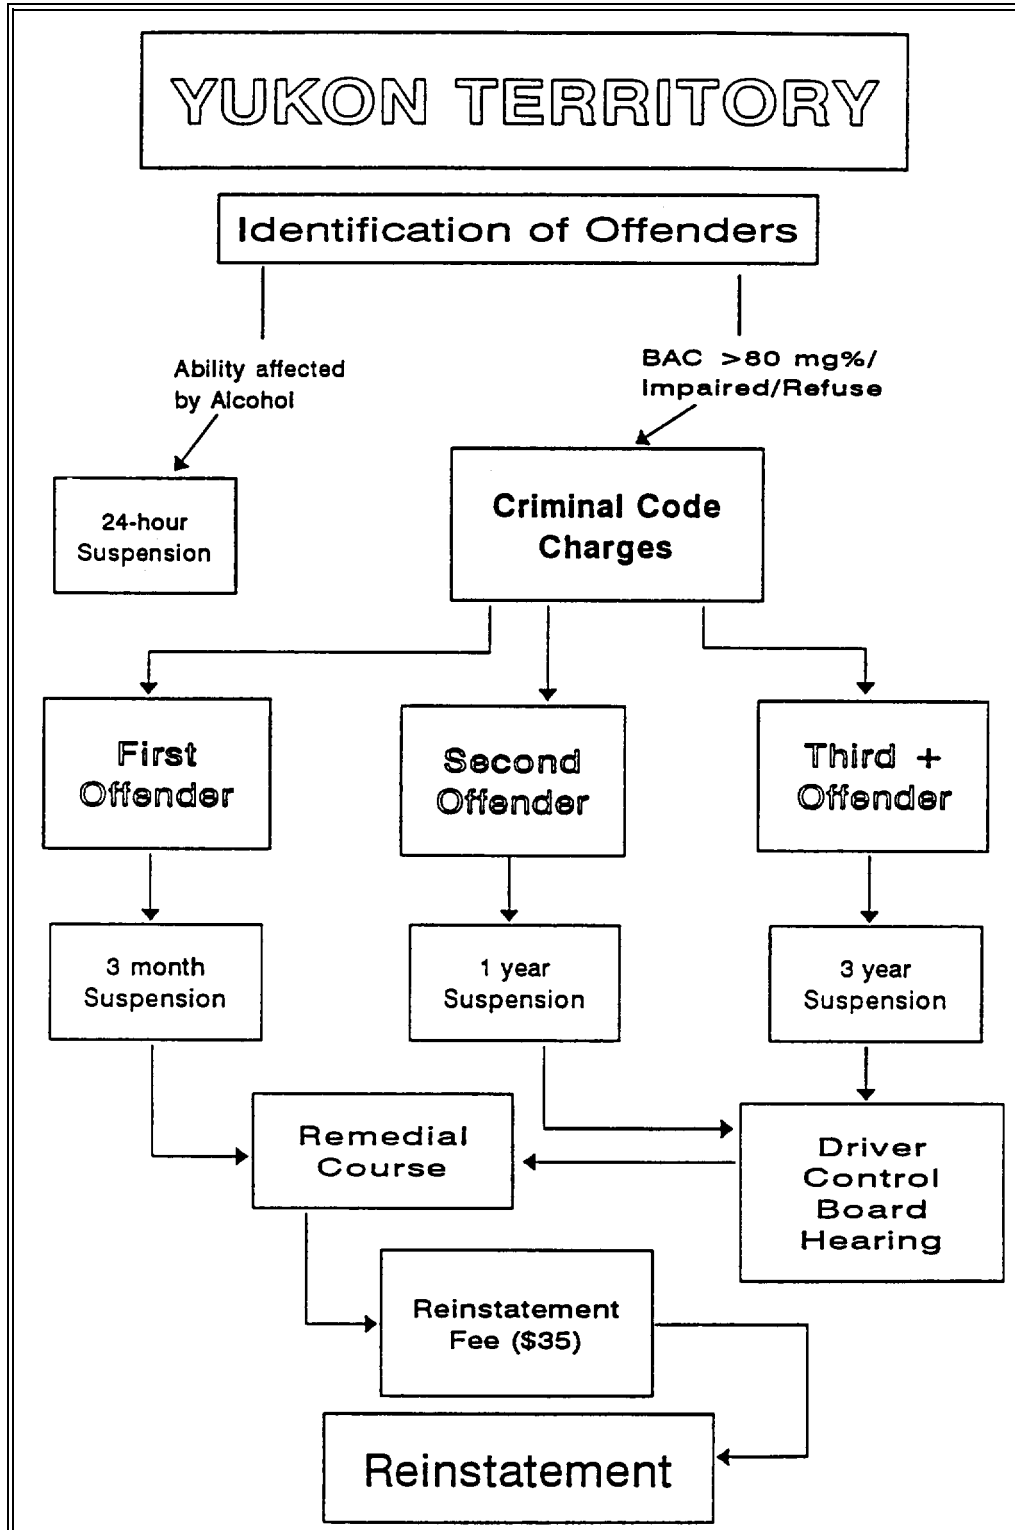 YUKON TERRITORY
Identification of Offenders
Ability affected
by Alcohol
BAC >80 mg%/
Impaired/Refuse
24-hour
Suspension
Criminal Code
Charges
First
Offender
Second
Offender
Third +
Offender
3 month
Suspension
1 year
Suspension
3 year
Suspension
Remedial
Course
Driver
Control
Board
Hearing
Reinstatement
Fee ($35)
Reinstatement